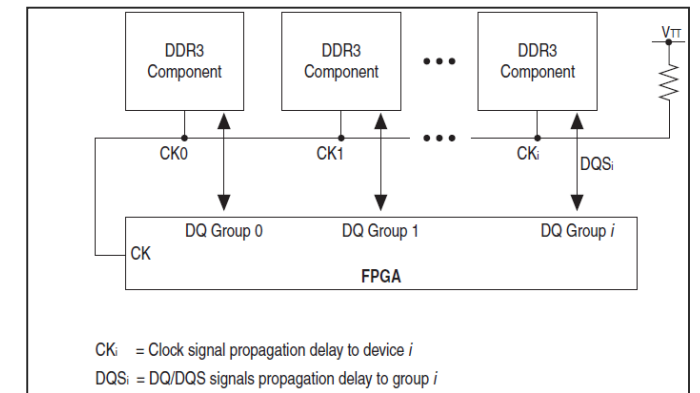 VTT
DDR3 Component
DDR3 Component
DDR3 Component
CK0
CK1
CKi
DQSi
DQ Group 0
DQ Group 1
DQ Group i
CK
FPGA
CKi = Clock signal propagation delay to device i
DQSi = DQ/DQS signals propagation delay to group i